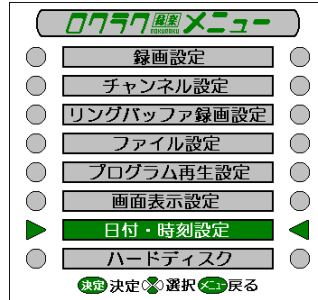 ロクラク 録楽 ROKURAKU メニュー
録画設定
チャンネル設定
リングバッファ録画設定
ファイル設定
プログラム再生設定
画面表示設定
日付・時刻設定
ハードディスク
決定 決定 選択 メニュー 戻る